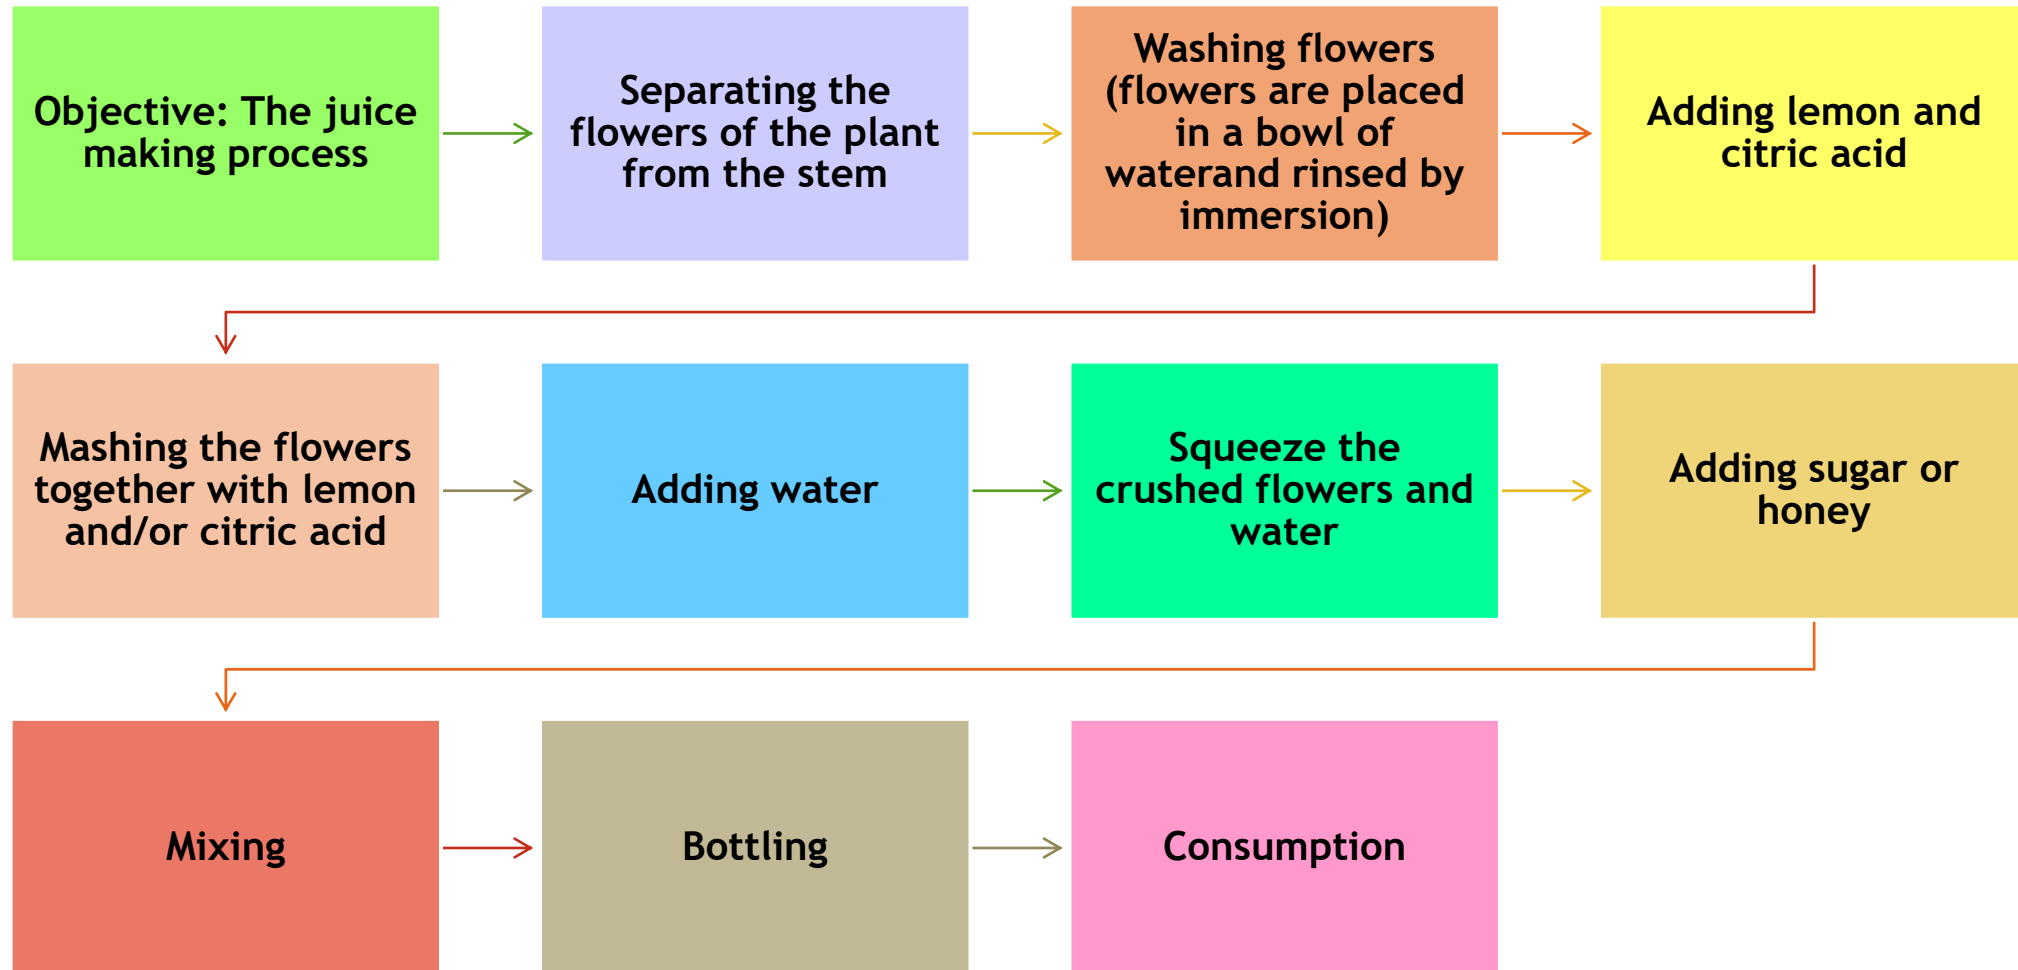 Objective: The juice
making process
Separating the
flowers of the plant
from the stem
Washing flowers
(flowers are placed
in a bowl of
waterand rinsed by
immersion)
Adding lemon and
citric acid
Mashing the flowers
together with lemon
and/or citric acid
Adding water
Squeeze the
crushed flowers and
water
Adding sugar or
honey
Mixing
Bottling
Consumption